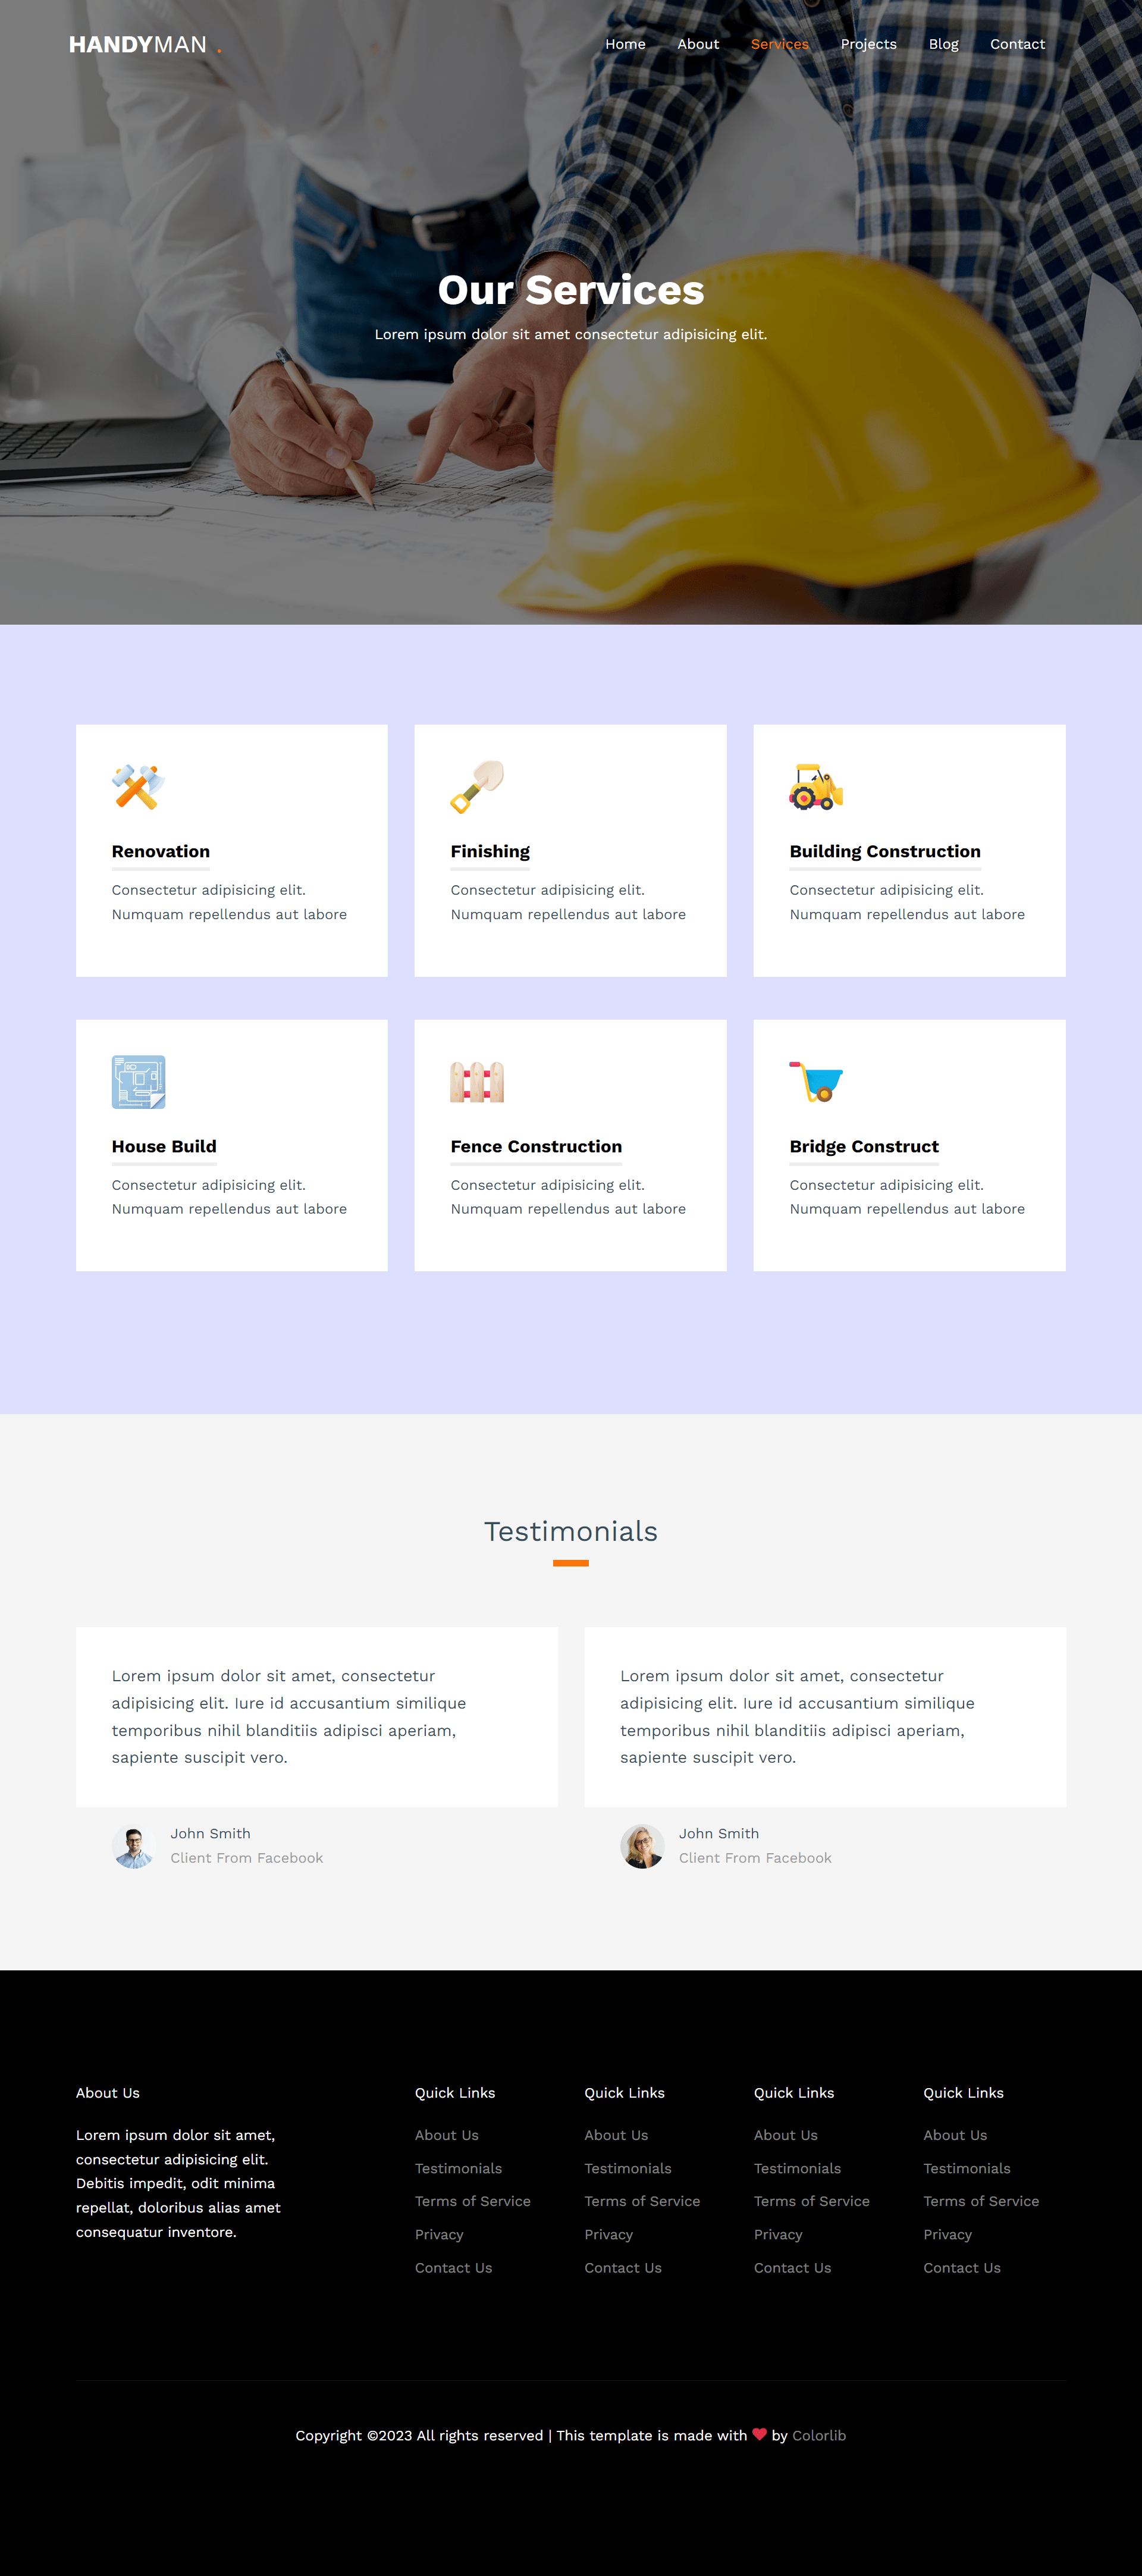 HANDYMAN .
Home About Services Projects Blog Contact
Our Services
Lorem ipsum dolor sit amet consectetur adipisicing elit.
Renovation
Consectetur adipisicing elit.
Numquam repellendus aut labore
Finishing
Consectetur adipisicing elit.
Numquam repellendus aut labore
Building Construction
Consectetur adipisicing elit.
Numquam repellendus aut labore
House Build
Consectetur adipisicing elit.
Numquam repellendus aut labore
Fence Construction
Consectetur adipisicing elit.
Numquam repellendus aut labore
Bridge Construct
Consectetur adipisicing elit.
Numquam repellendus aut labore
Testimonials
Lorem ipsum dolor sit amet, consectetur
adipisicing elit. Iure id accusantium similique
temporibus nihil blanditiis adipisci aperiam,
sapiente suscipit vero.
John Smith
Client From Facebook
Lorem ipsum dolor sit amet, consectetur
adipisicing elit. Iure id accusantium similique
temporibus nihil blanditiis adipisci aperiam,
sapiente suscipit vero.
John Smith
Client From Facebook
About Us
Lorem ipsum dolor sit amet,
consectetur adipisicing elit.
Debitis impedit, odit minima
repellat, doloribus alias amet
consequatur inventore.
Quick Links
About Us
Testimonials
Terms of Service
Privacy
Contact Us
Quick Links
About Us
Testimonials
Terms of Service
Privacy
Contact Us
Quick Links
About Us
Testimonials
Terms of Service
Privacy
Contact Us
Quick Links
About Us
Testimonials
Terms of Service
Privacy
Contact Us
Copyright ©2023 All rights reserved | This template is made with ♥ by Colorlib